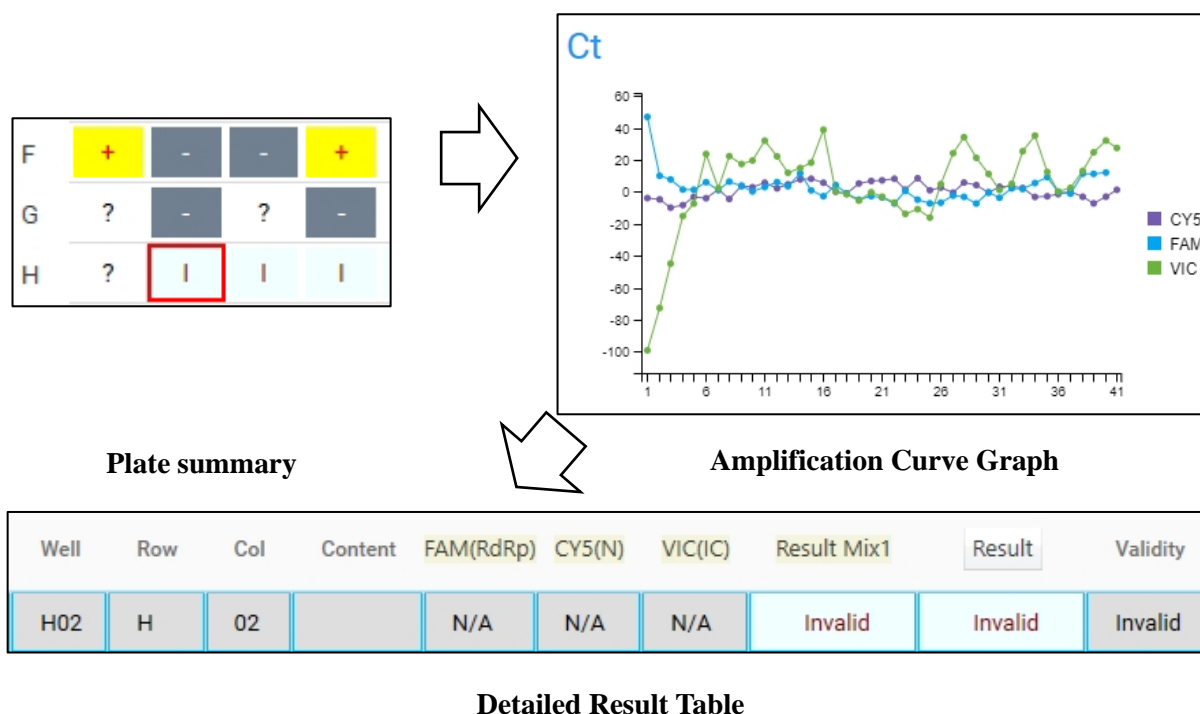 F + - - +
G ? - ? -
H ? I I I
Plate summary
Ct
60
40
20
0
-20
-40
-60
-80
-100
1 6 11 16 21 26 31 36 41
CY5
FAM
VIC
Amplification Curve Graph
Well Row Col Content FAM(RdRp) CY5(N) VIC(IC) Result Mix1 Result Validity
H02 H 02 N/A N/A N/A Invalid Invalid Invalid
Detailed Result Table